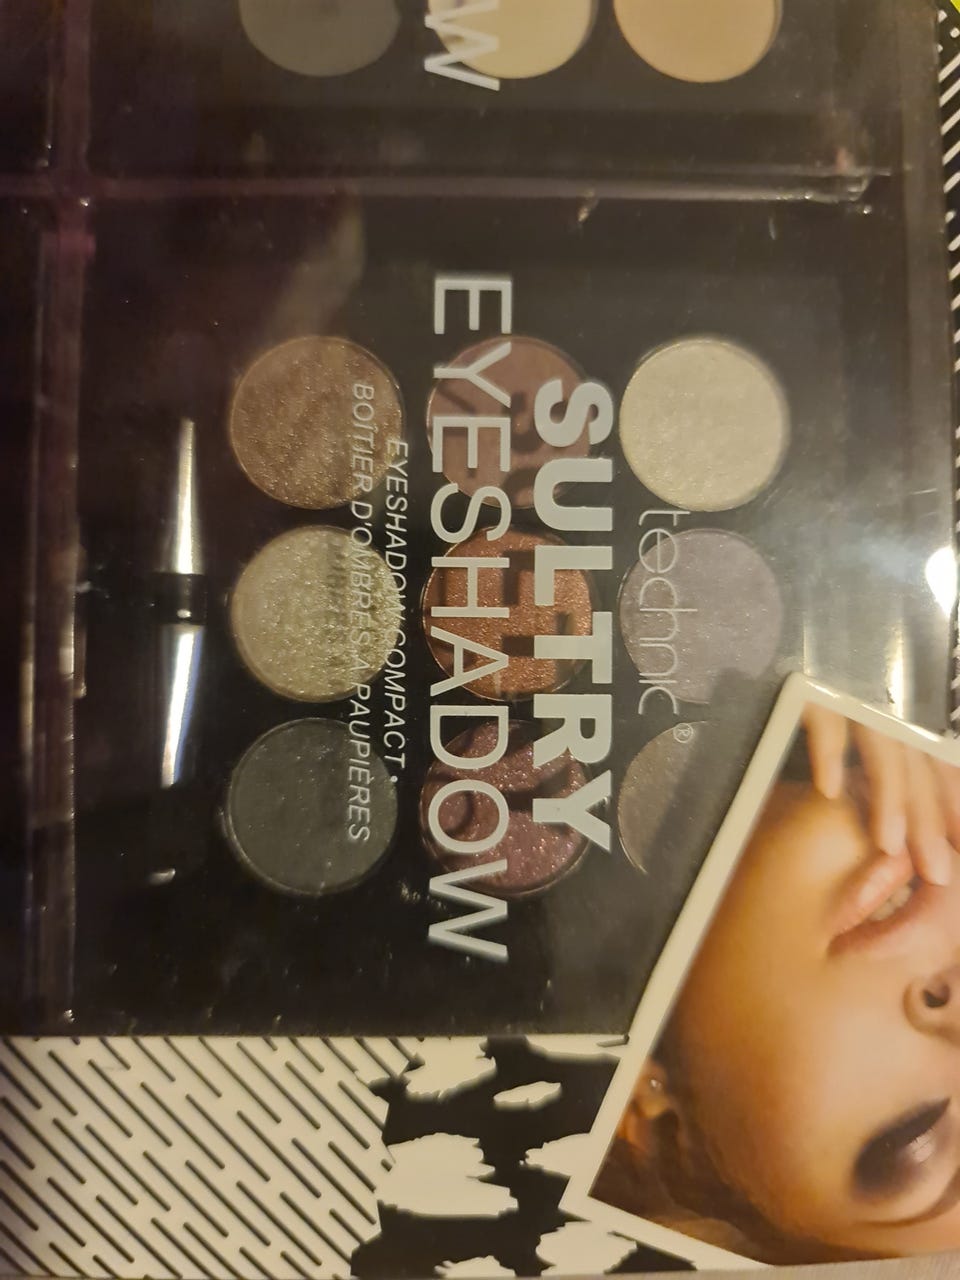 W
technic®
SULTRY
EYESHADOW
EYESHADOW COMPACT •
BOÎTIER D'OMBRES À PAUPIÈRES